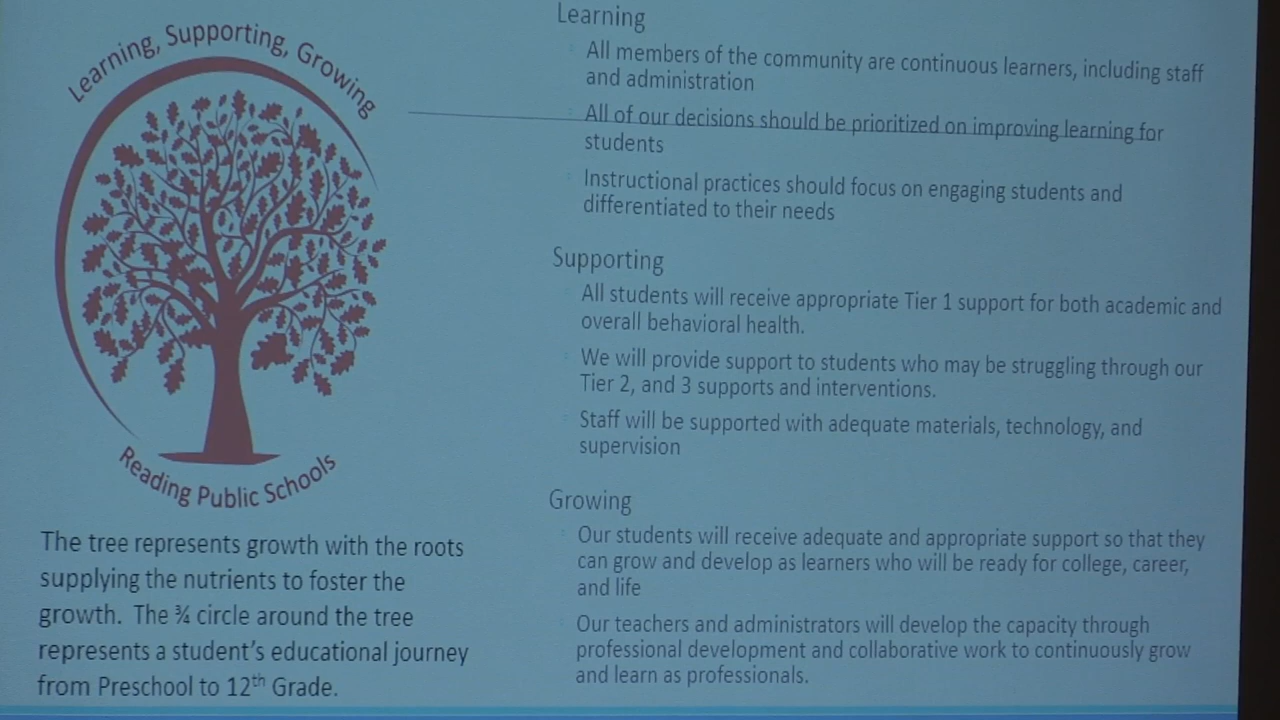 Learning, Supporting, Growing
Reading Public Schools
The tree represents growth with the roots
supplying the nutrients to foster the
growth. The ¾ circle around the tree
represents a student's educational journey
from Preschool to 12th Grade.
Learning
All members of the community are continuous learners, including staff
and administration
All of our decisions should be prioritized on improving learning for
students
Instructional practices should focus on engaging students and
differentiated to their needs
Supporting
All students will receive appropriate Tier 1 support for both academic and
overall behavioral health.
We will provide support to students who may be struggling through our
Tier 2, and 3 supports and interventions.
Staff will be supported with adequate materials, technology, and
supervision
Growing
Our students will receive adequate and appropriate support so that they
can grow and develop as learners who will be ready for college, career,
and life
Our teachers and administrators will develop the capacity through
professional development and collaborative work to continuously grow
and learn as professionals.